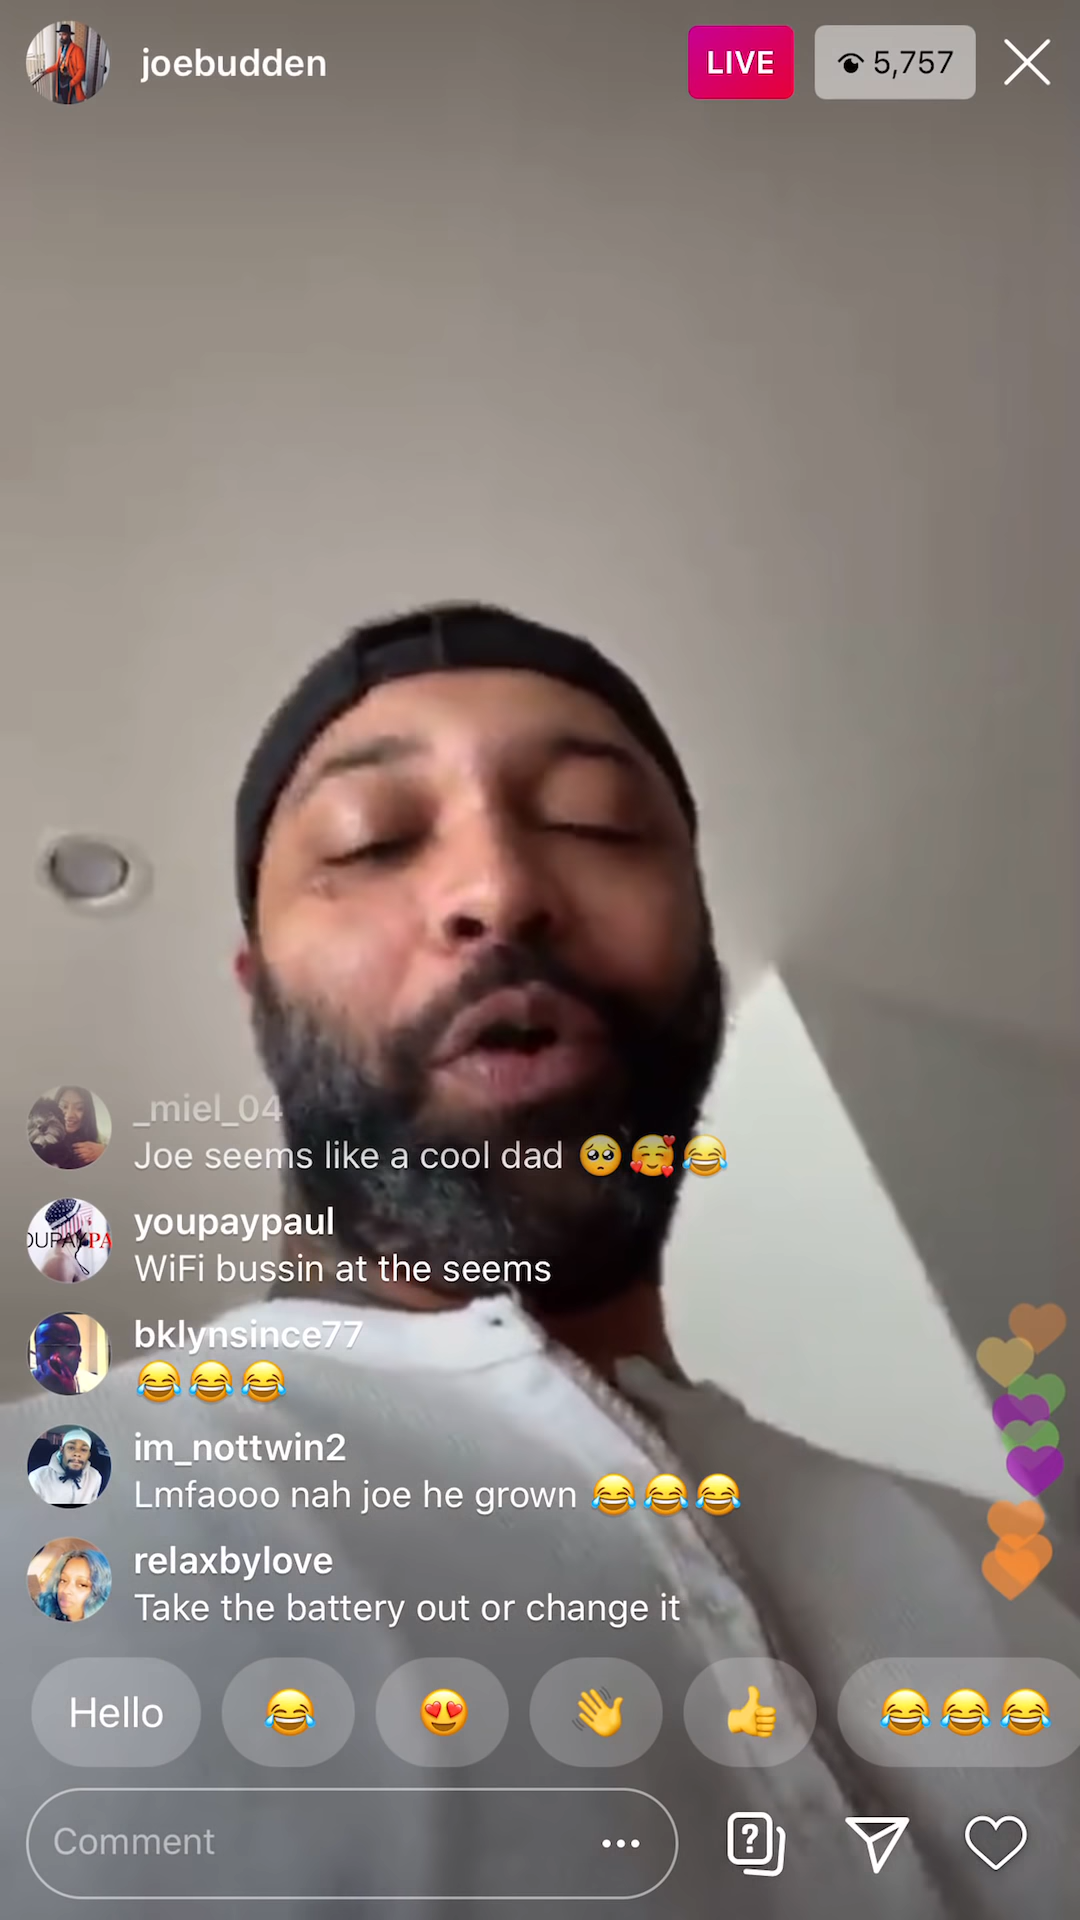 joebudden
LIVE
5,757
_miel_04
Joe seems like a cool dad 🥺🥰😂
youpaypaul
WiFi bussin at the seems
bklynsince77
😂😂😂
im_nottwin2
Lmfaooo nah joe he grown 😂😂😂
relaxbylove
Take the battery out or change it
Hello 😂 😍 👋 👍 😂😂😂
Comment